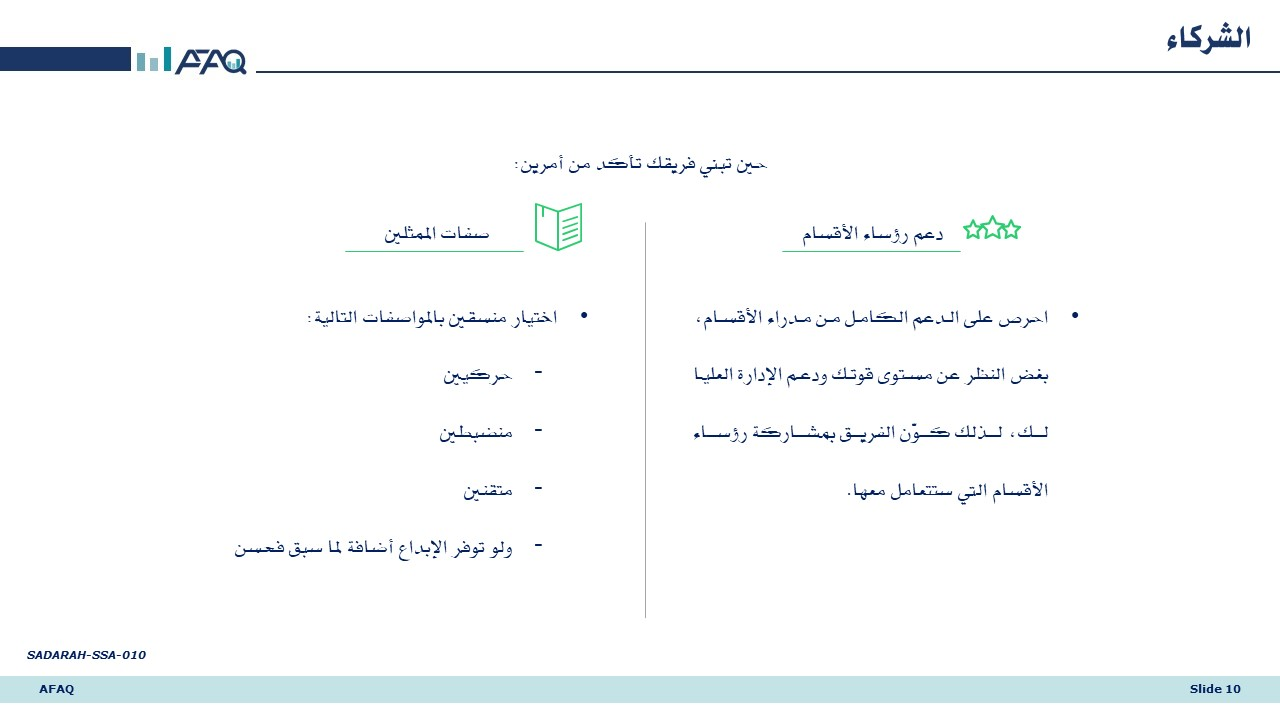 الشركاء
AFAQ
حين تبني فريقك تأكد من أمرين:
دعم رؤساء الأقسام
• احرص على الدعم الكامل من مدراء الأقسام،
بغض النظر عن مستوى قوتك ودعم الإدارة العليا
لك، لذلك كوّن الفريق بمشاركة رؤساء
الأقسام التي ستتعامل معها.
صفات الممثلين
• اختيار منسقين بالمواصفات التالية:
- حركيين
- منضبطين
- متقنين
- ولو توفر الإبداع أضافة لما سبق فحسن
SADARAH-SSA-010
AFAQ
Slide 10